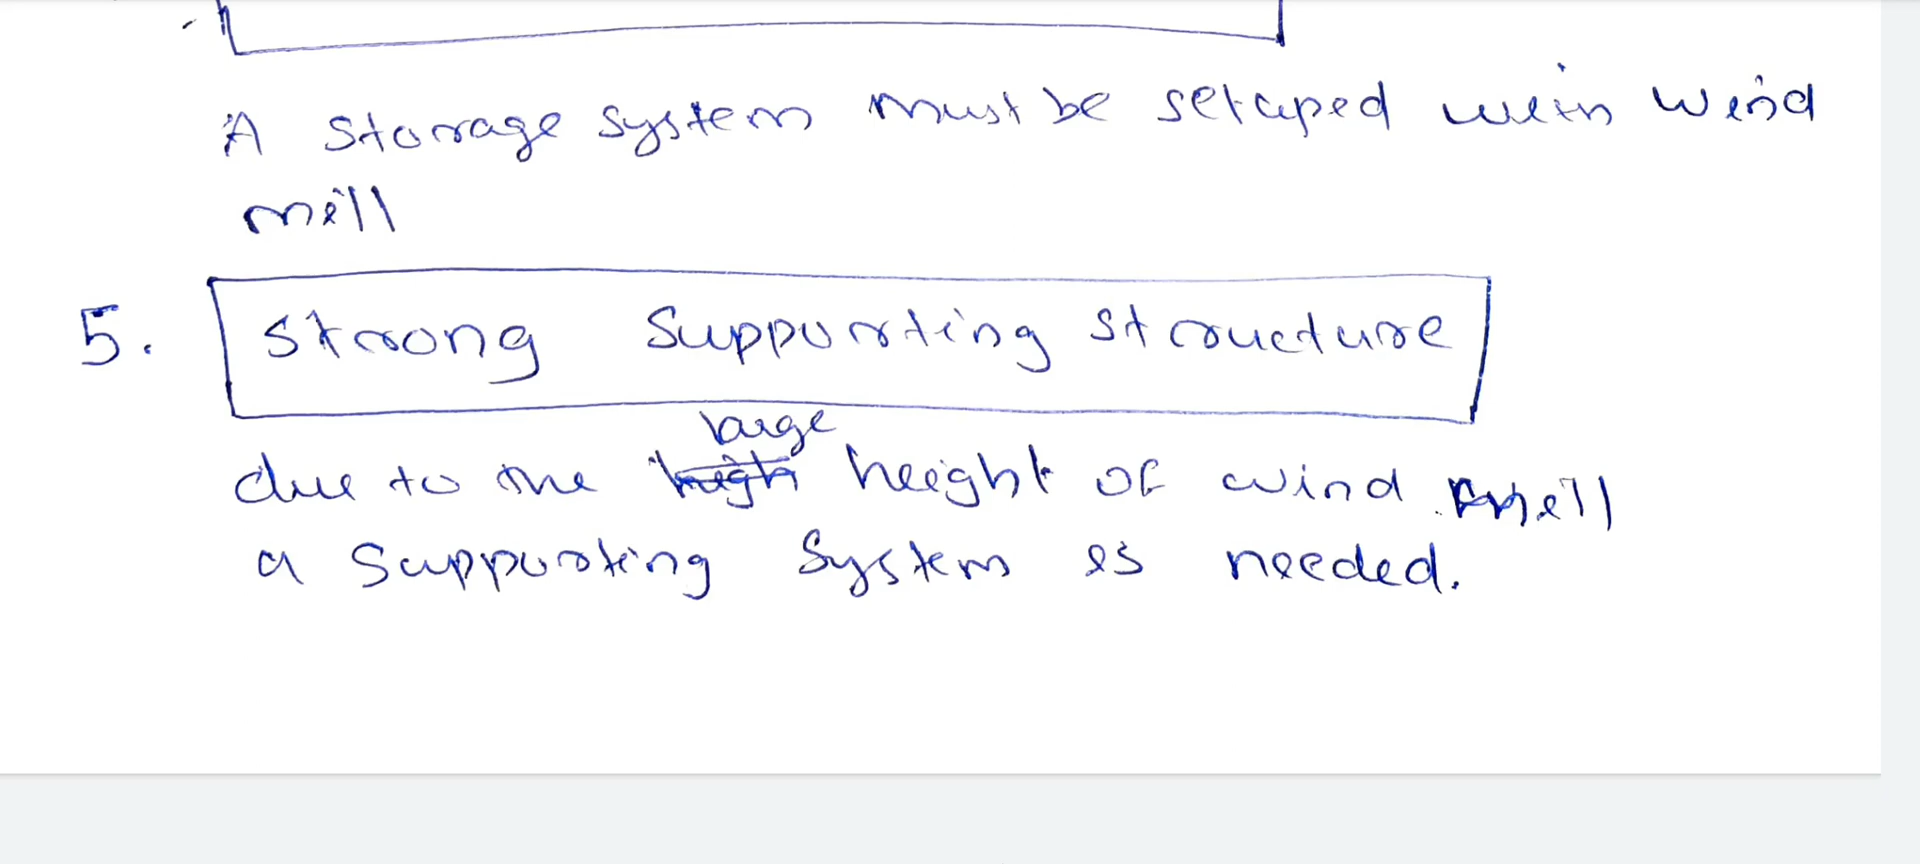 A storage system must be setuped with wind
mill
5. Strong Supporting structure
large
due to the high height of wind mill
a supporting system is needed.